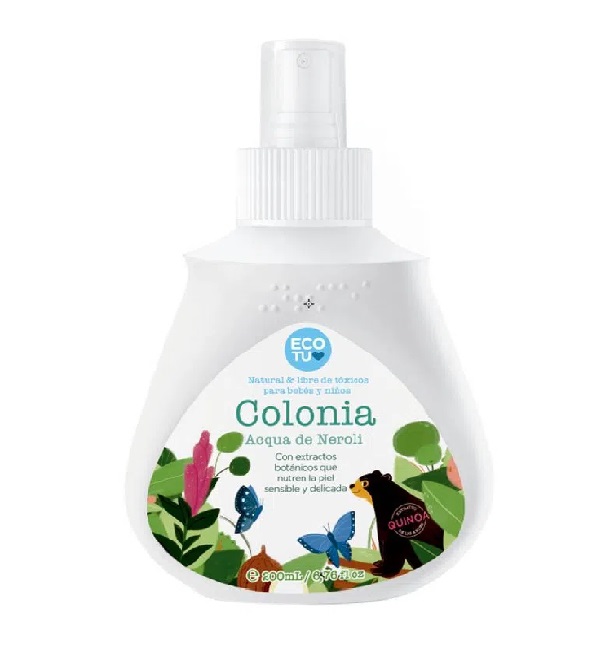 ECO
TU
Natural & libre de tóxicos
para bebés y niños
Colonia
Acqua de Neroli
Con extractos
botánicos que
nutren la piel
sensible y delicada
QUINOA
200mL / 6,76 fl oz